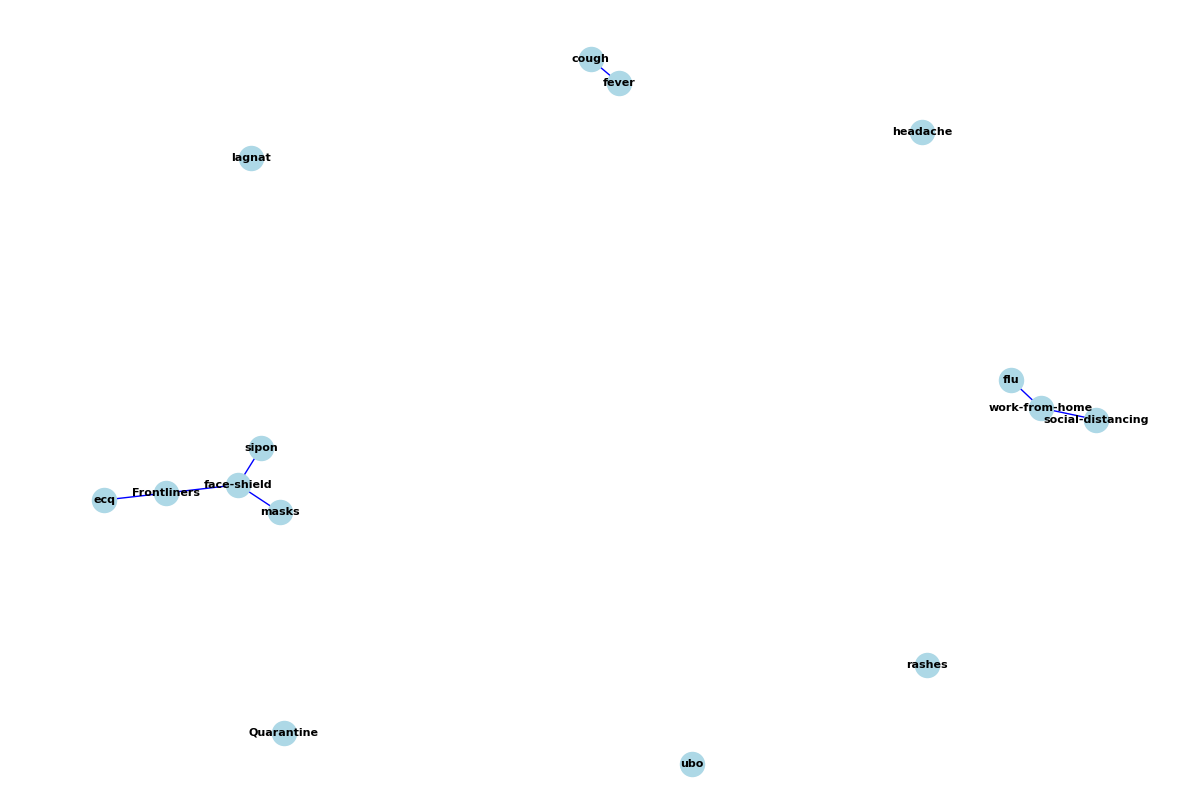 cough
fever
headache
lagnat
flu
work-from-home
social-distancing
sipon
face-shield
Frontliners
ecq
masks
rashes
Quarantine
ubo